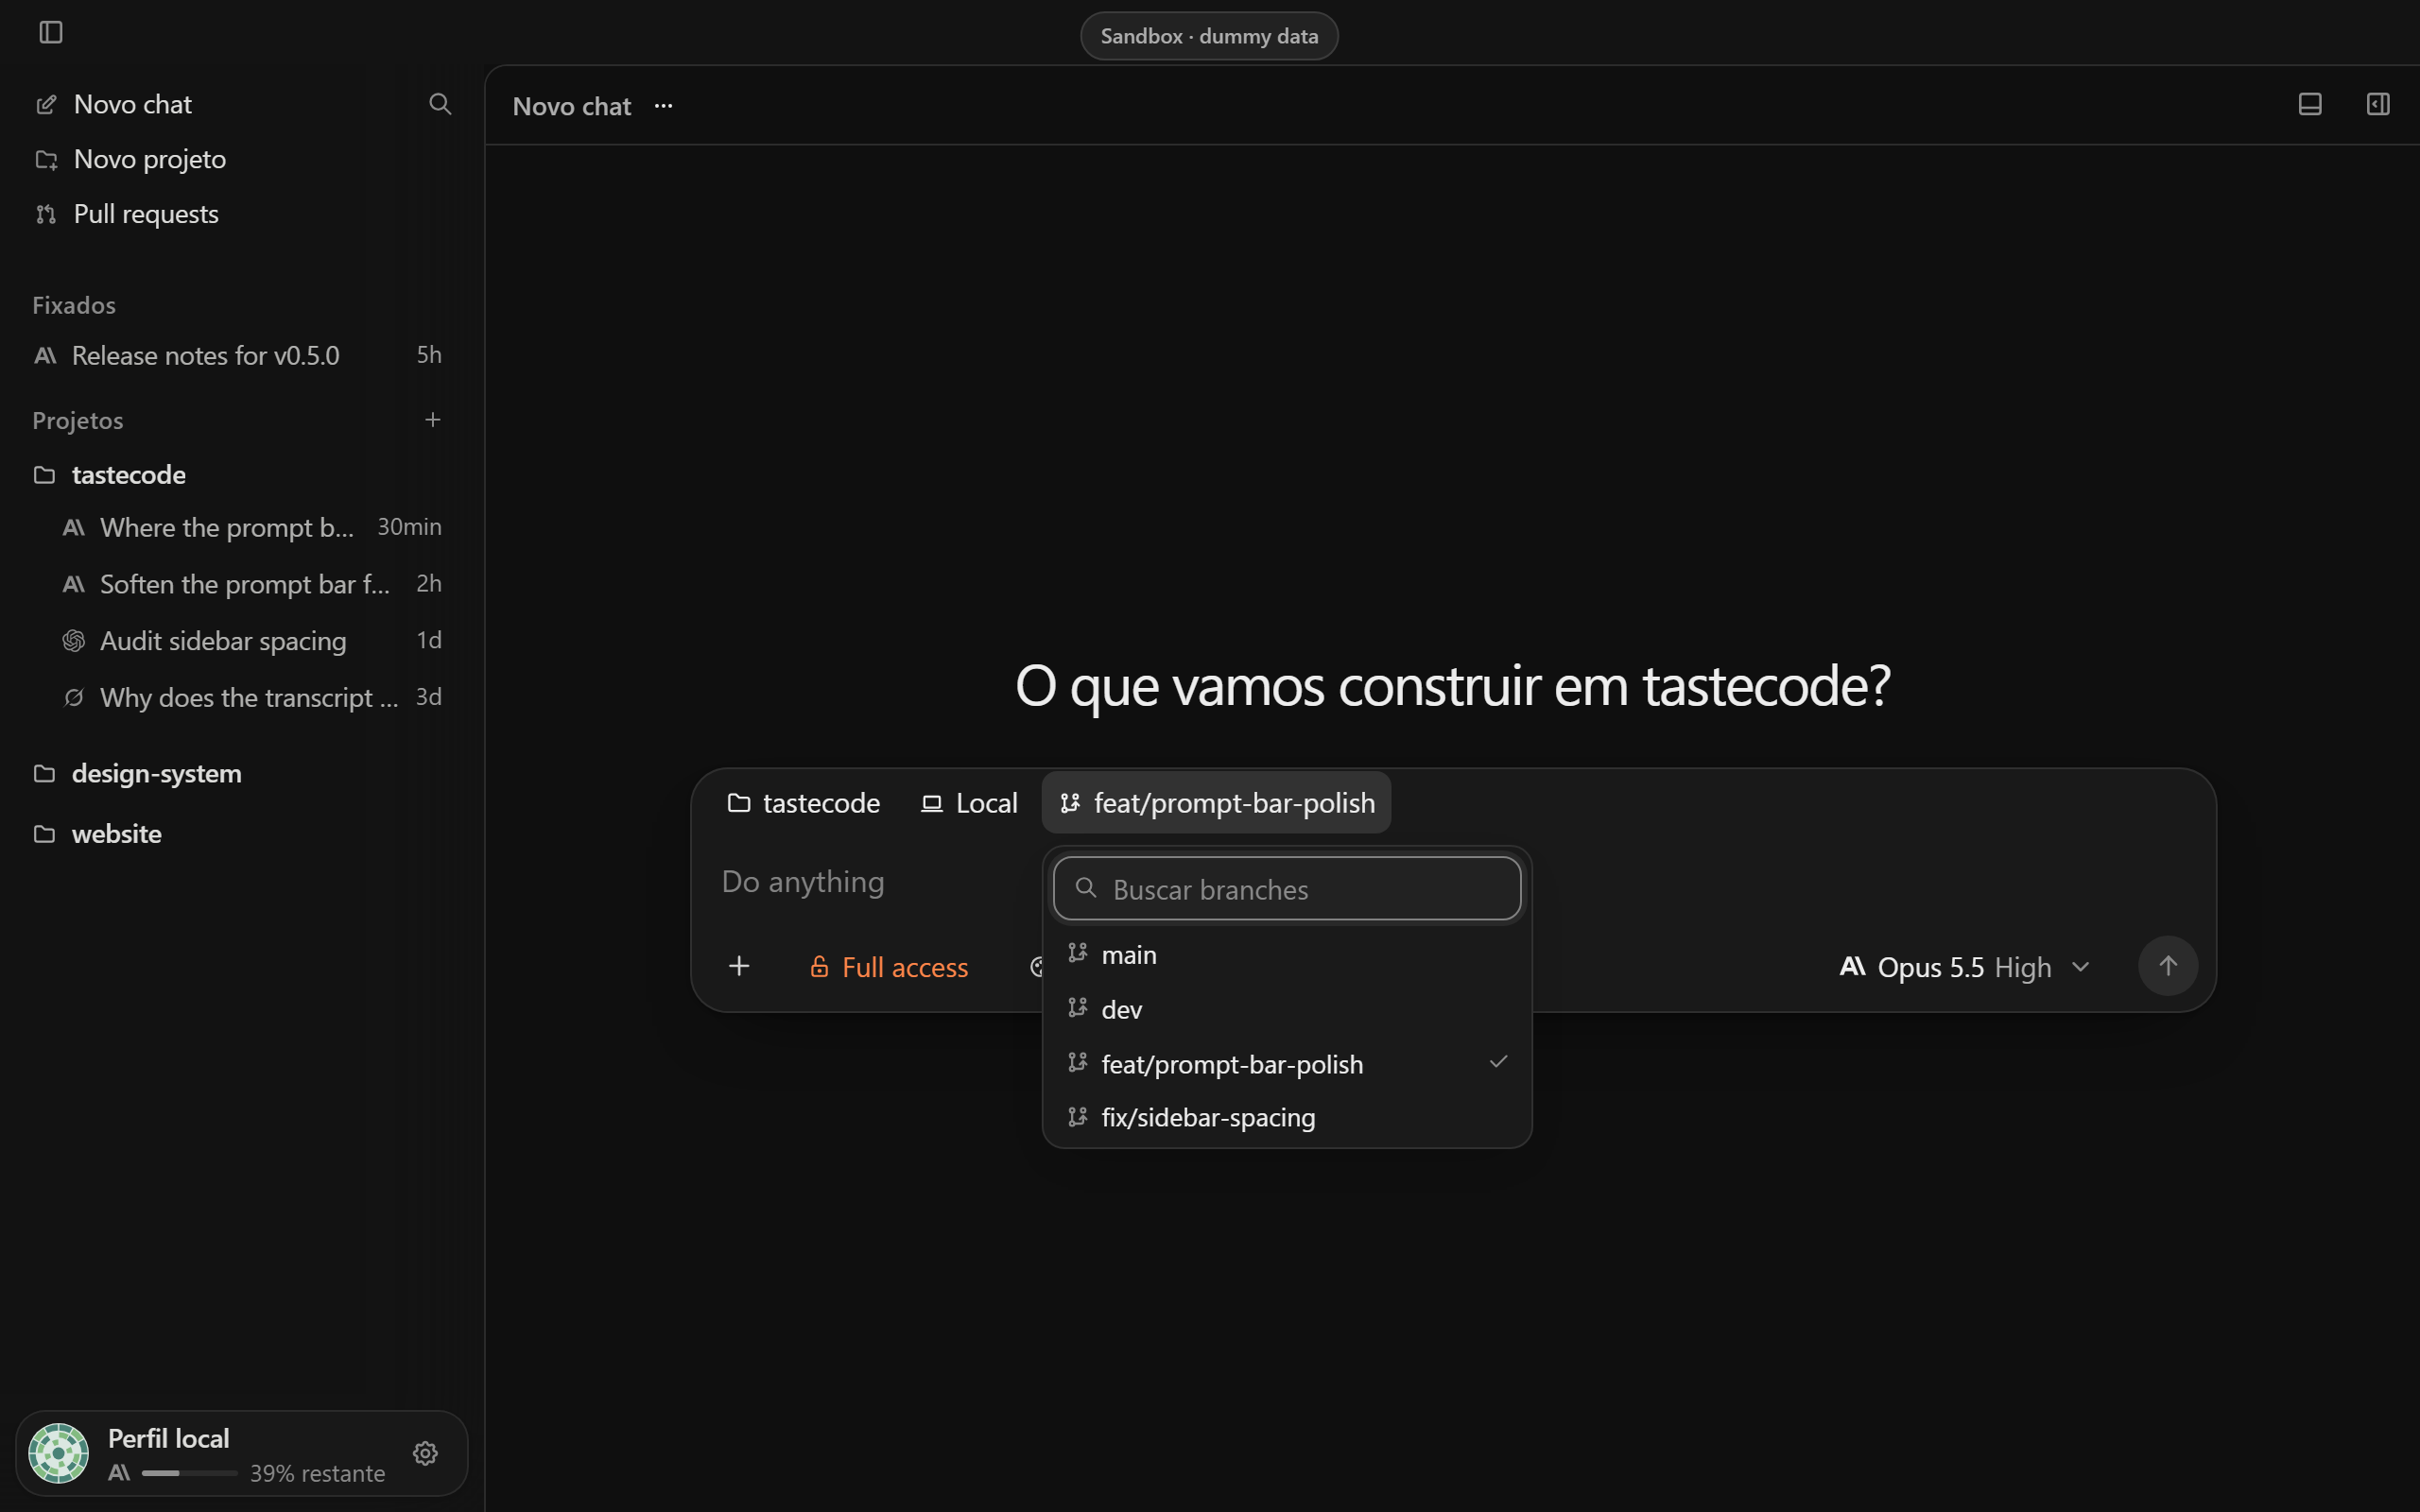 Sandbox · dummy data
Novo chat
Novo projeto
Pull requests
Fixados
Release notes for v0.5.0 5h
Projetos
tastecode
Where the prompt b... 30min
Soften the prompt bar f... 2h
Audit sidebar spacing 1d
Why does the transcript ... 3d
design-system
website
Perfil local
39% restante
Novo chat ···
O que vamos construir em tastecode?
tastecode Local feat/prompt-bar-polish
Do anything
Full access
Opus 5.5 High
Buscar branches
main
dev
feat/prompt-bar-polish
fix/sidebar-spacing